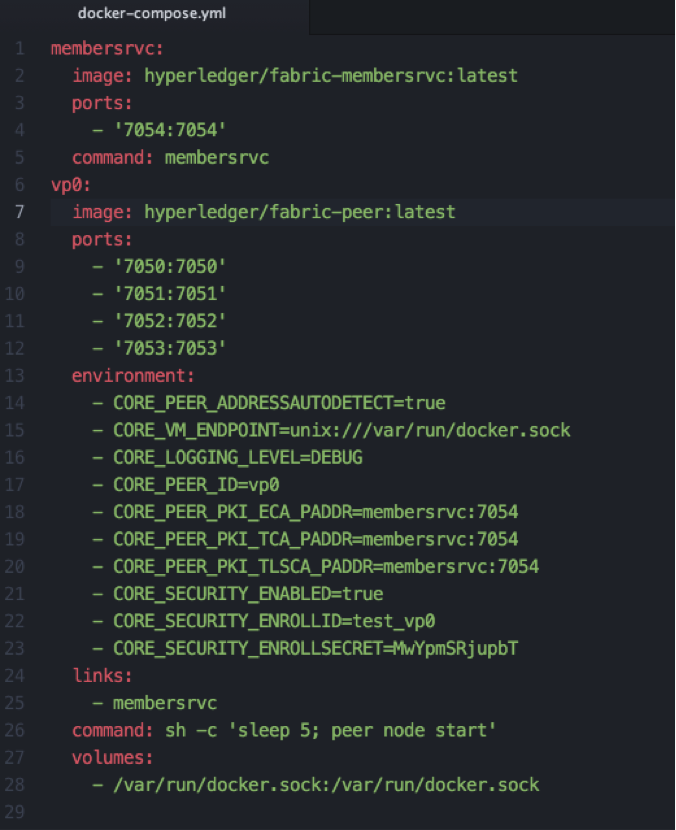 docker-compose.yml
1 membersrvc:
2   image: hyperledger/fabric-membersrvc:latest
3   ports:
4     - '7054:7054'
5   command: membersrvc
6 vp0:
7   image: hyperledger/fabric-peer:latest
8   ports:
9     - '7050:7050'
10     - '7051:7051'
11     - '7052:7052'
12     - '7053:7053'
13   environment:
14     - CORE_PEER_ADDRESSAUTODETECT=true
15     - CORE_VM_ENDPOINT=unix:///var/run/docker.sock
16     - CORE_LOGGING_LEVEL=DEBUG
17     - CORE_PEER_ID=vp0
18     - CORE_PEER_PKI_ECA_PADDR=membersrvc:7054
19     - CORE_PEER_PKI_TCA_PADDR=membersrvc:7054
20     - CORE_PEER_PKI_TLSCA_PADDR=membersrvc:7054
21     - CORE_SECURITY_ENABLED=true
22     - CORE_SECURITY_ENROLLID=test_vp0
23     - CORE_SECURITY_ENROLLSECRET=MwYpmSRjupbT
24   links:
25     - membersrvc
26   command: sh -c 'sleep 5; peer node start'
27   volumes:
28     - /var/run/docker.sock:/var/run/docker.sock
29